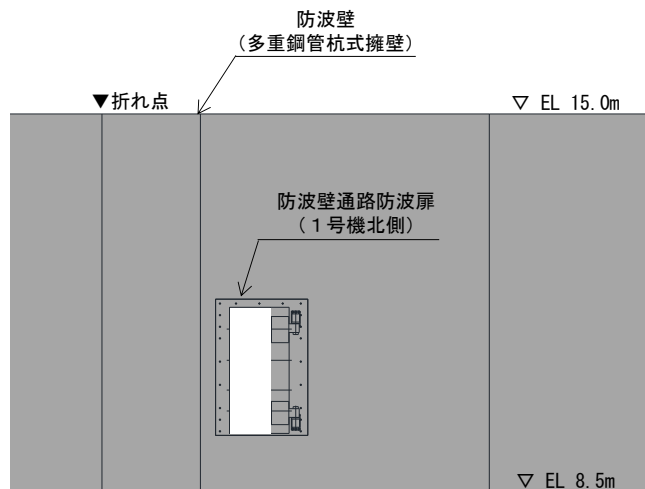 防波壁
(多重鋼管杭式擁壁)
▼折れ点
▽ EL 15.0m
防波壁通路防波扉
(1号機北側)
▽ EL 8.5m